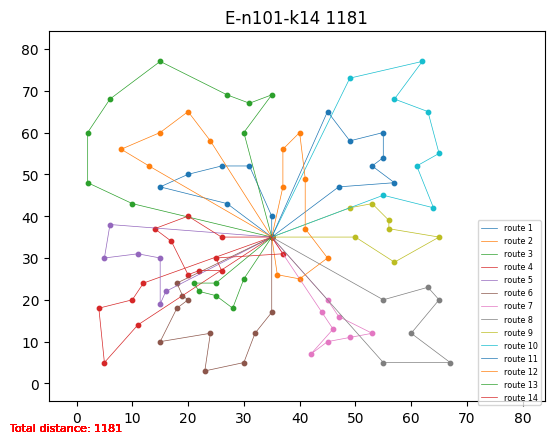 E-n101-k14 1181
80
70
60
50
40
30
20
10
0
route 1
route 2
route 3
route 4
route 5
route 6
route 7
route 8
route 9
route 10
route 11
route 12
route 13
route 14
0 10 20 30 40 50 60 70 80
Total distance: 1181